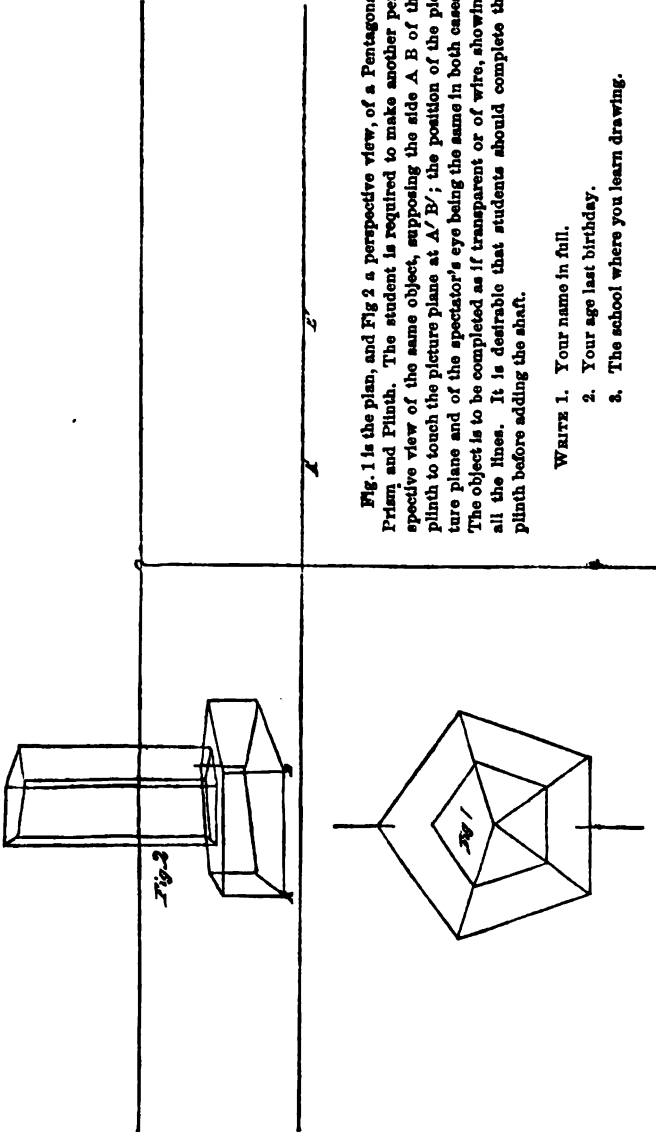 Fig. 2
A B
Fig. 1
A′
Fig. 1 is the plan, and Fig 2 a perspective view, of a Pentagona
Prism and Plinth. The student is required to make another pe
spective view of the same object, supposing the side A B of th
plinth to touch the picture plane at A′ B′; the position of the pic
ture plane and of the spectator's eye being the same in both case
The object is to be completed as if transparent or of wire, showin
all the lines. It is desirable that students should complete th
plinth before adding the shaft.
WRITE 1. Your name in full.
2. Your age last birthday.
3. The school where you learn drawing.